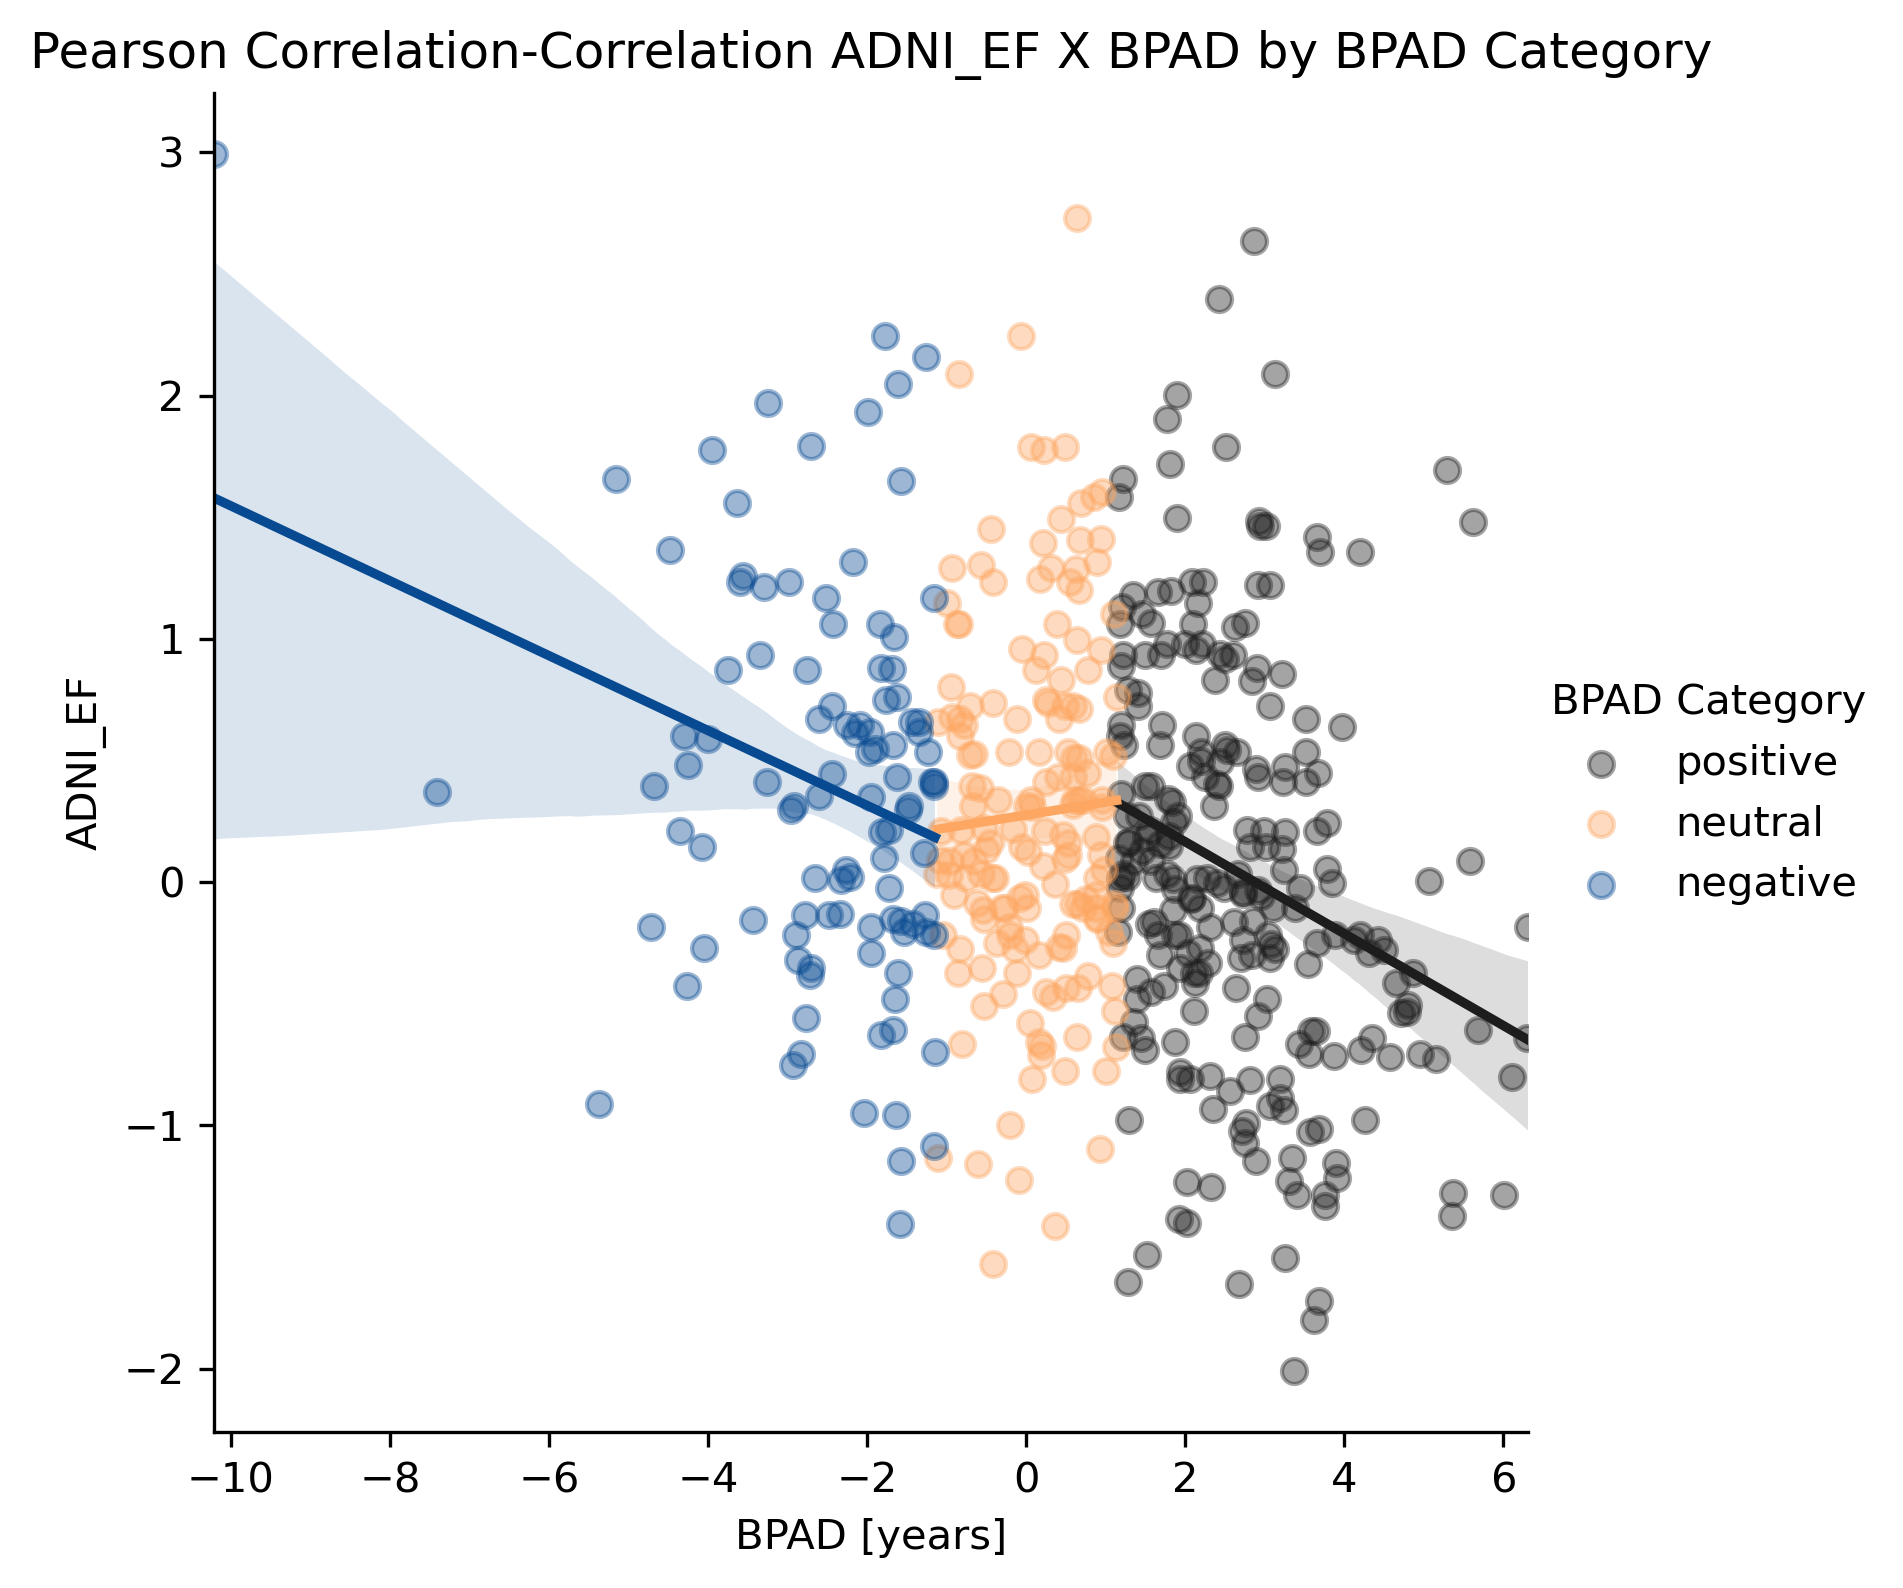 Pearson Correlation-Correlation ADNI_EF X BPAD by BPAD Category
3
2
1
0
−1
−2
ADNI_EF
−10 −8 −6 −4 −2 0 2 4 6
BPAD [years]
BPAD Category
positive
neutral
negative